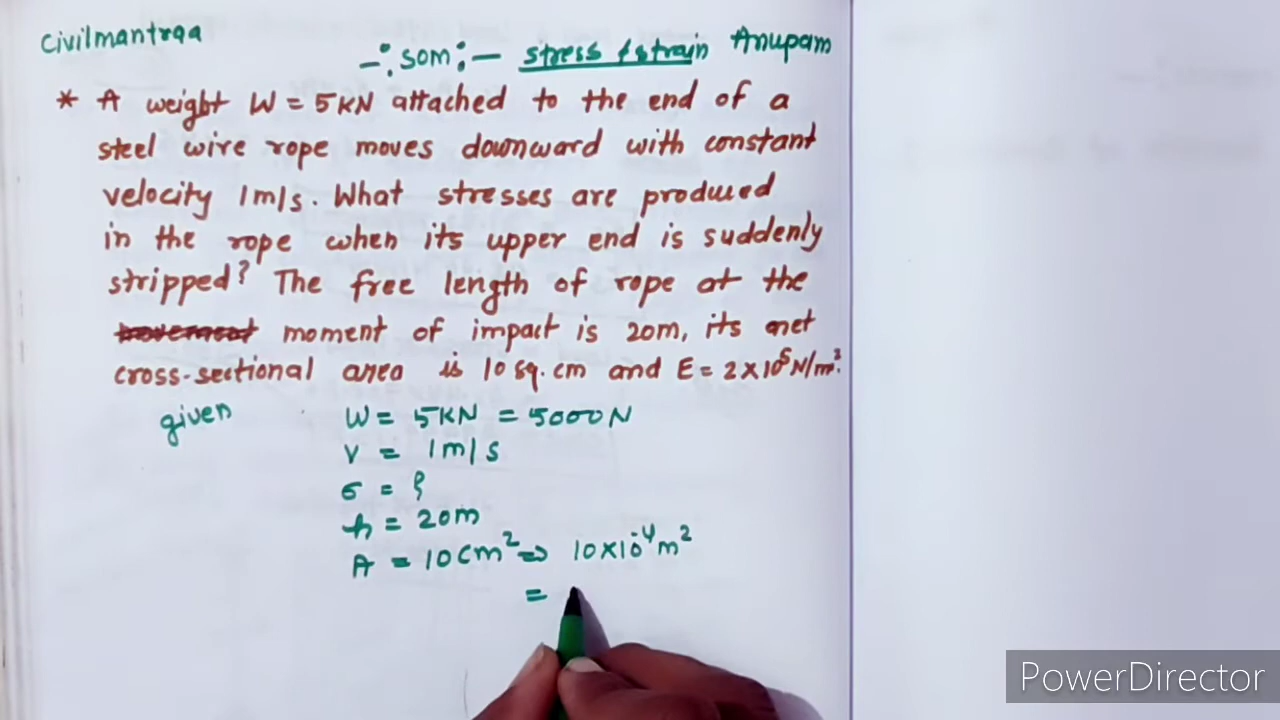 Civilmantraa
-:SOM:- stress & strain Anupam
* A weight W = 5KN attached to the end of a
steel wire rope moves downward with constant
velocity 1m/s. What stresses are produced
in the rope when its upper end is suddenly
stripped? The free length of rope at the
moment of impact is 20m, its net
cross-sectional area is 10 sq. cm and E = 2×10⁵ N/m².
given W = 5KN = 5000N
V = 1m/s
σ = ?
h = 20m
A = 10cm² => 10×10⁻⁴m²
=
PowerDirector